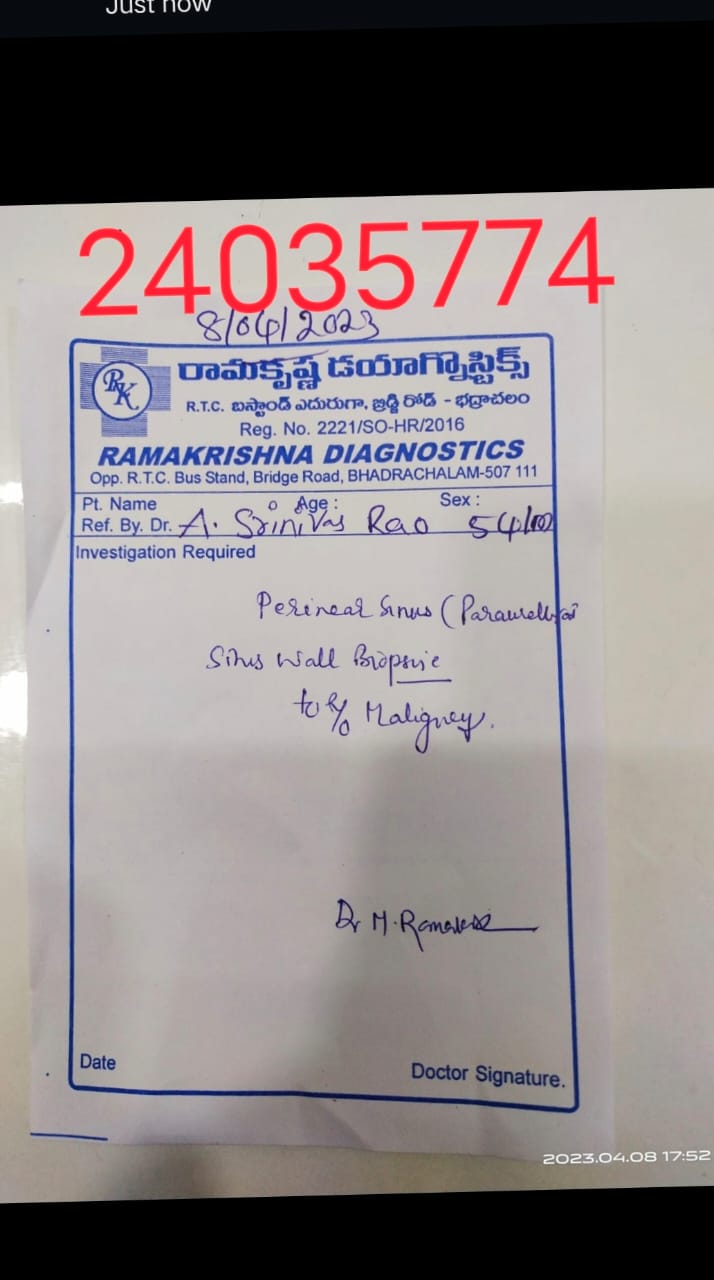 Just now
24035774
8/04/2023
RK
రామకృష్ణ డయాగ్నొస్టిక్స్
R.T.C. బస్టాండ్ ఎదురుగా, బ్రిడ్జి రోడ్ - భద్రాచలం
Reg. No. 2221/SO-HR/2016
RAMAKRISHNA DIAGNOSTICS
Opp. R.T.C. Bus Stand, Bridge Road, BHADRACHALAM-507 111
Pt. Name Age : Sex :
Ref. By. Dr. A. Srinivas Rao 54/
Investigation Required
Perineal Sinus (
Sinus Wall Biopsie
to R/o Maligncy.
Dr M.
Date Doctor Signature.
2023.04.08 17:52